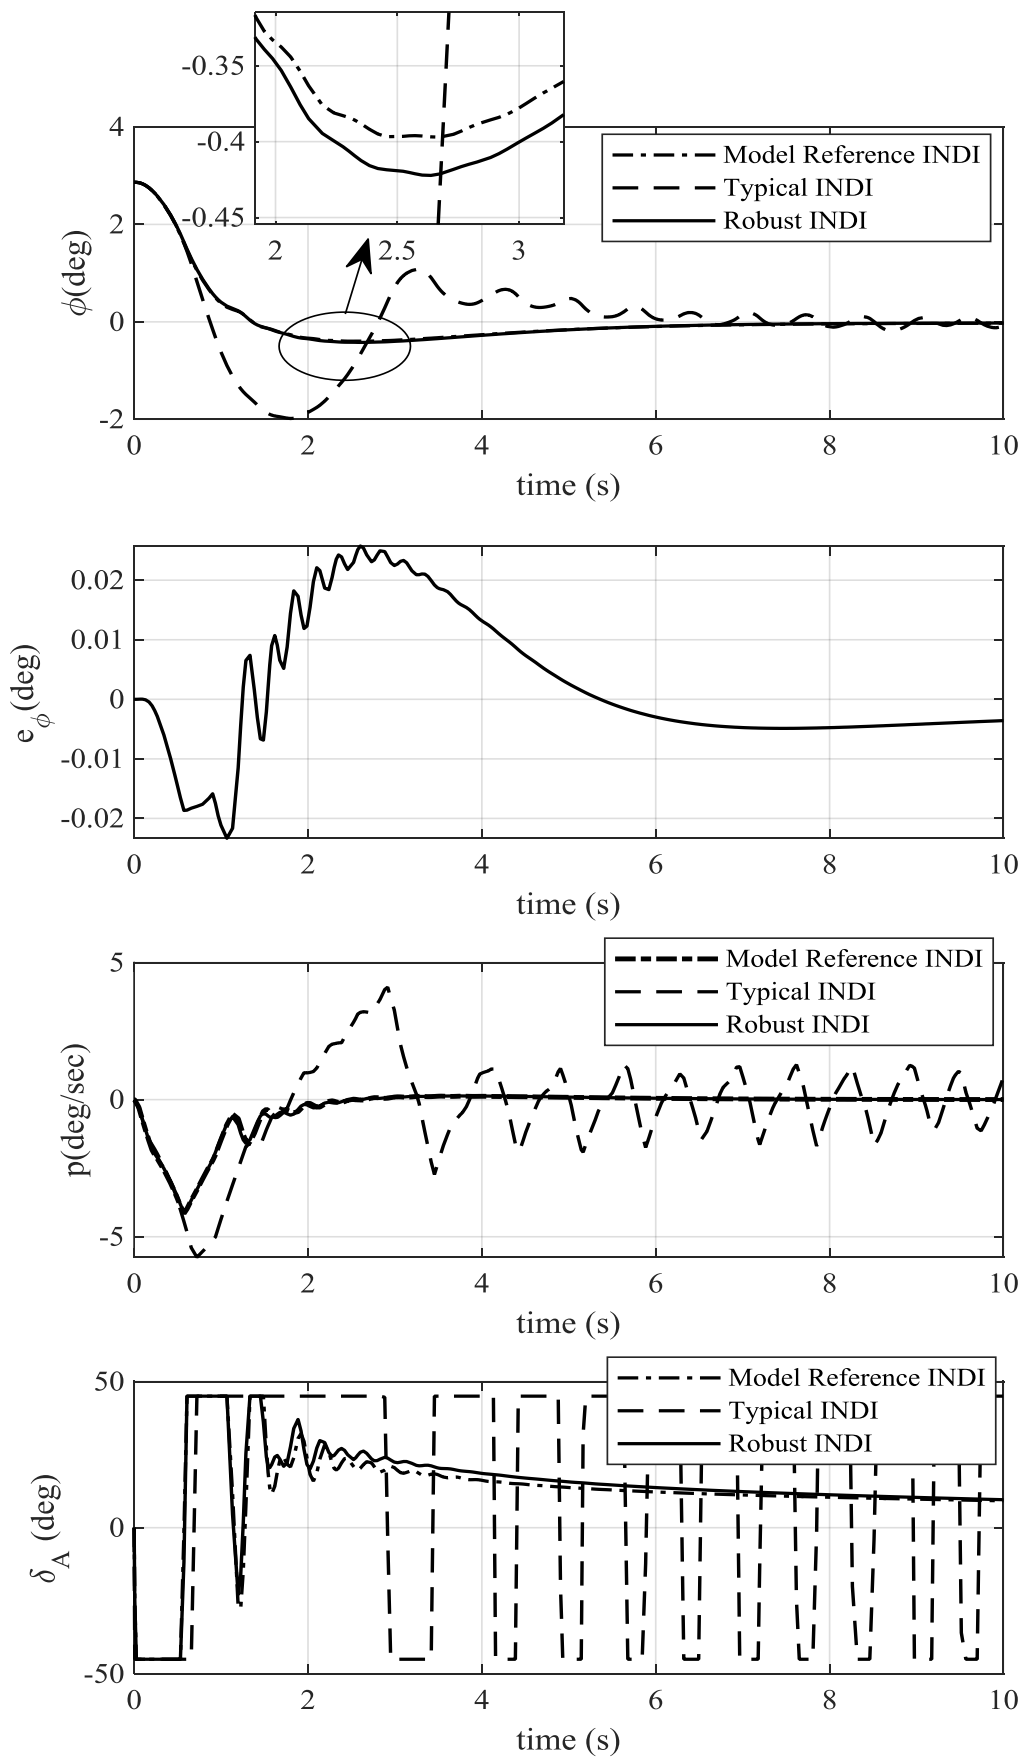 -0.35
-0.4
-0.45
2 2.5 3
4
2
0
-2
ϕ(deg)
Model Reference INDI
Typical INDI
Robust INDI
0 2 4 6 8 10
time (s)
0.02
0.01
0
-0.01
-0.02
e ϕ(deg)
0 2 4 6 8 10
time (s)
5
0
-5
p(deg/sec)
Model Reference INDI
Typical INDI
Robust INDI
0 2 4 6 8 10
time (s)
50
0
-50
δ A (deg)
Model Reference INDI
Typical INDI
Robust INDI
0 2 4 6 8 10
time (s)